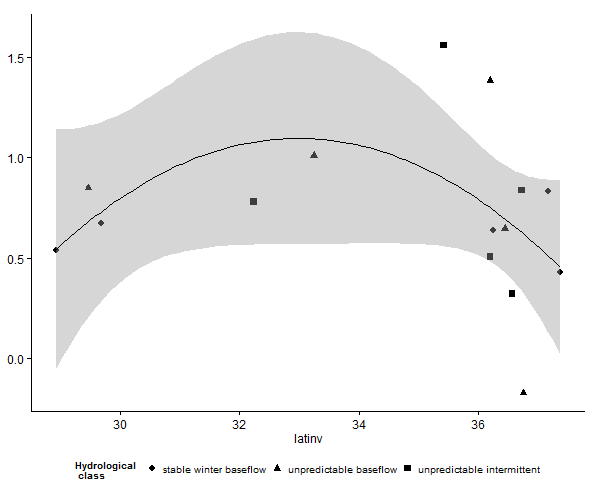 1.5
1.0
0.5
0.0
30 32 34 36
latinv
Hydrological class stable winter baseflow unpredictable baseflow unpredictable intermittent